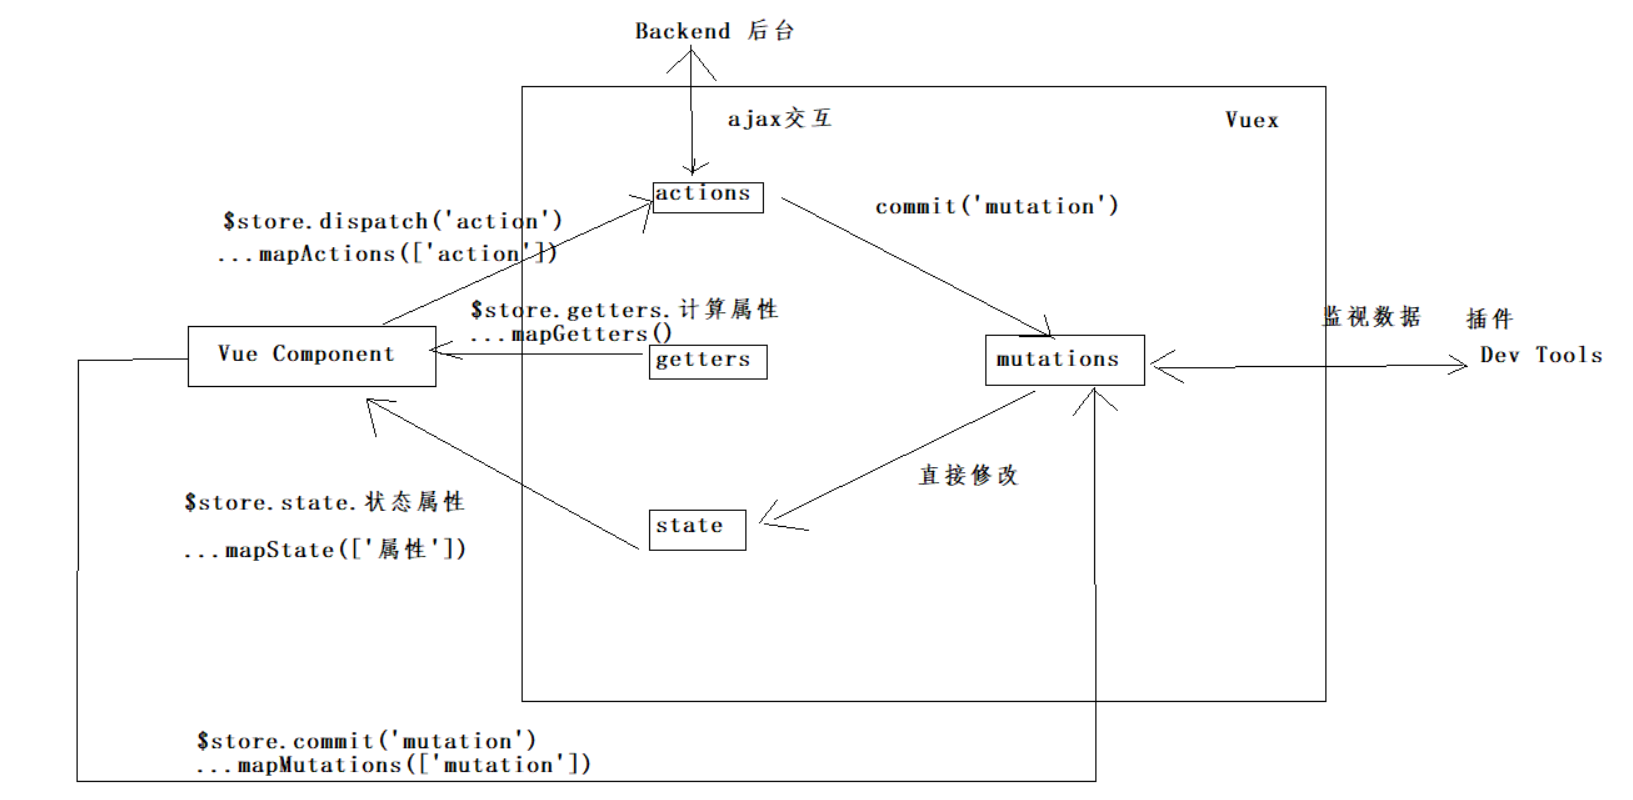 Backend 后台
ajax交互
Vuex
actions
commit('mutation')
$store.dispatch('action')
...mapActions(['action'])
$store.getters.计算属性
...mapGetters()
监视数据
插件
Dev Tools
Vue Component
getters
mutations
直接修改
$store.state.状态属性
state
...mapState(['属性'])
$store.commit('mutation')
...mapMutations(['mutation'])